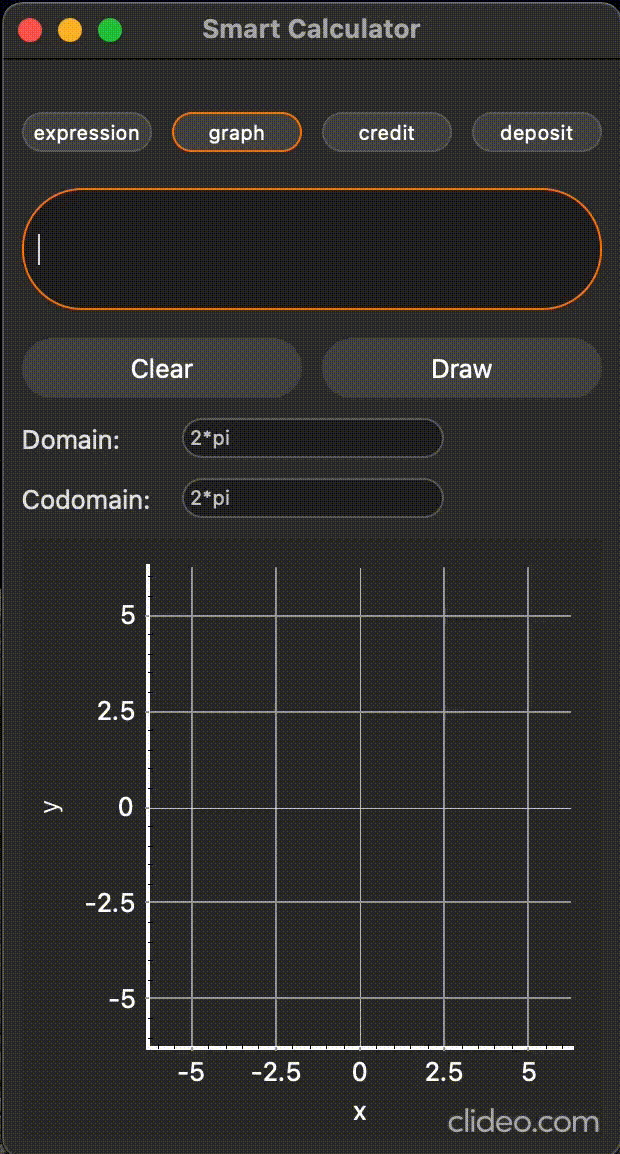 Smart Calculator
expression graph credit deposit
Clear Draw
Domain: 2*pi
Codomain: 2*pi
5
2.5
y 0
-2.5
-5
-5 -2.5 0 2.5 5
x
clideo.com